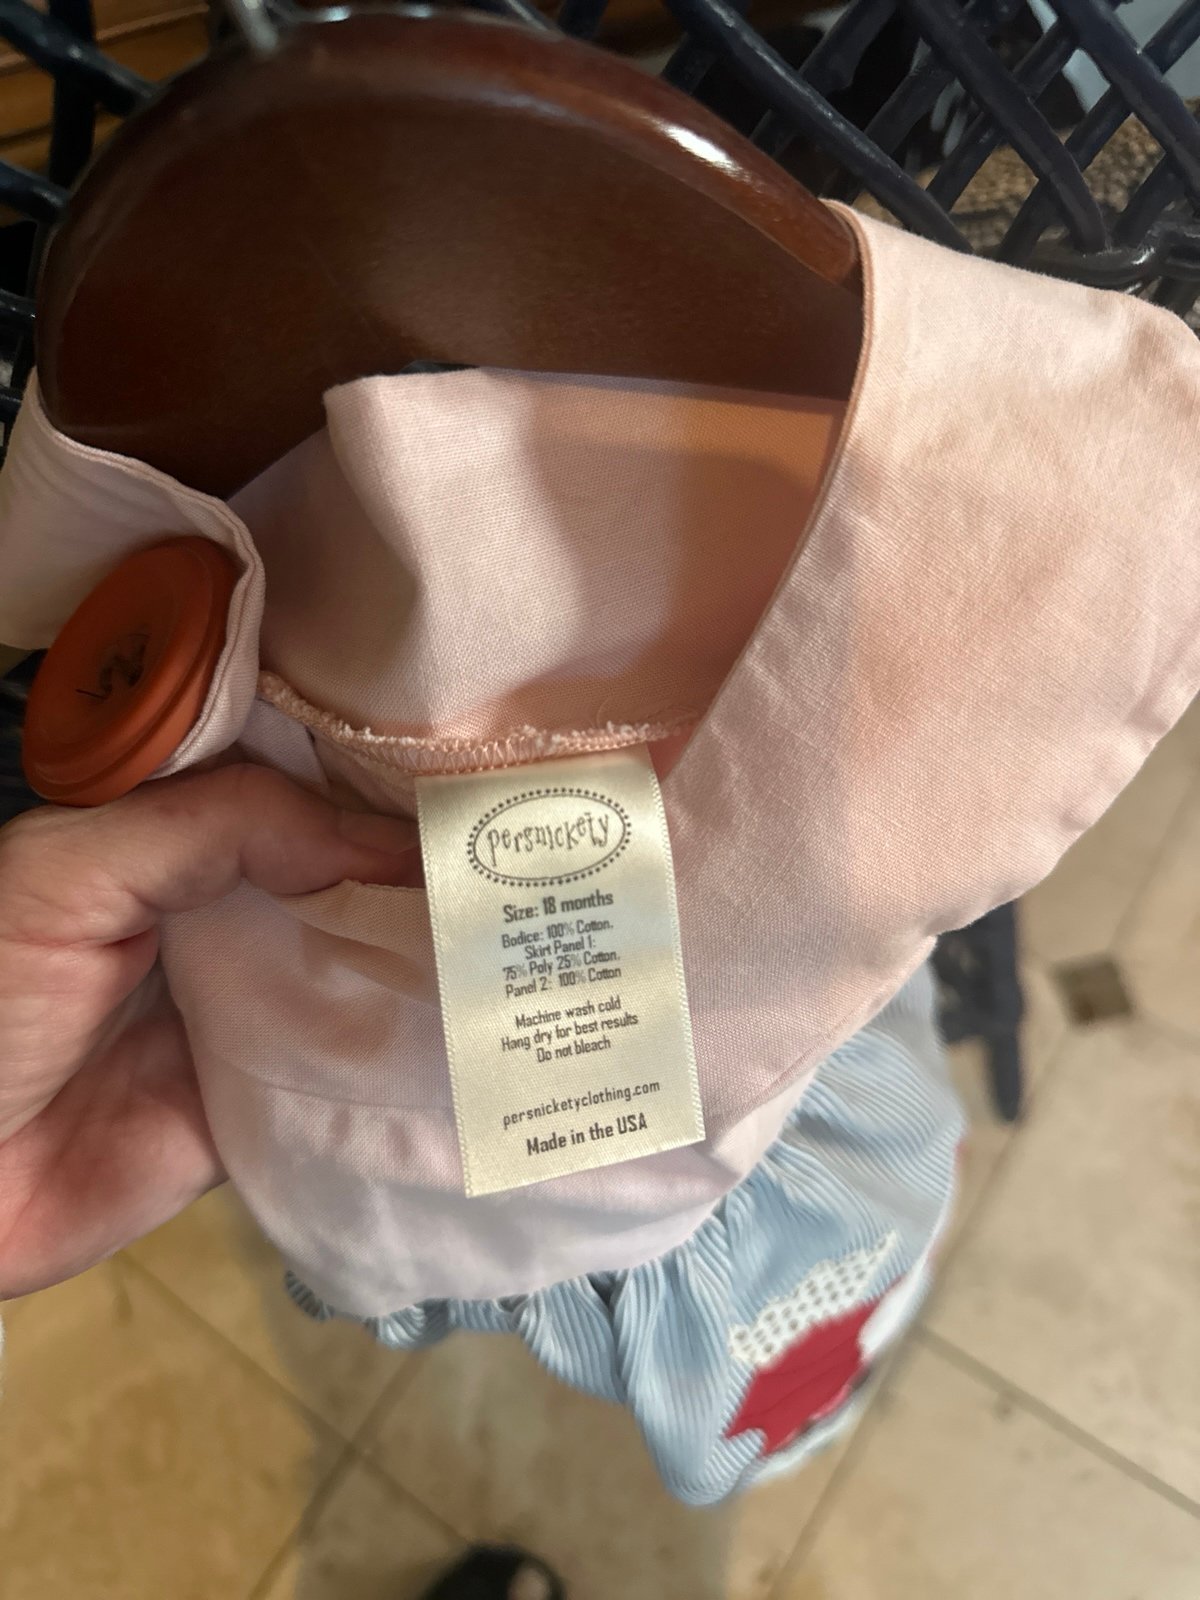 persnickety
Size: 18 months
Bodice: 100% Cotton,
Skirt Panel 1:
75% Poly 25% Cotton,
Panel 2: 100% Cotton
Machine wash cold
Hang dry for best results
Do not bleach
persnicketyclothing.com
Made in the USA